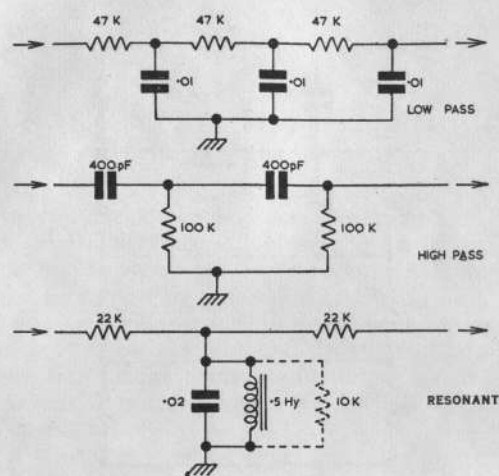 47 K 47 K 47 K
·01 ·01 ·01
LOW PASS
400pF 400pF
100 K 100 K
HIGH PASS
22 K 22 K
·02 ·5 Hy 10 K
RESONANT